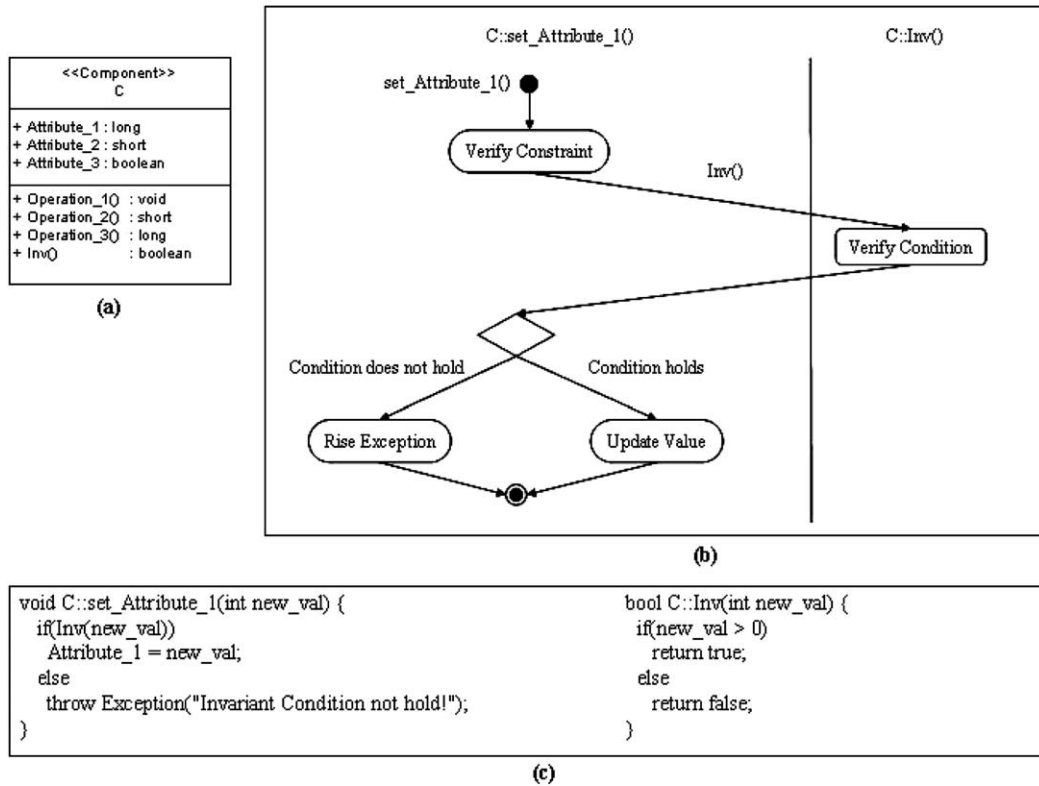 <<Component>>
C
+ Attribute_1 : long
+ Attribute_2 : short
+ Attribute_3 : boolean
+ Operation_1() : void
+ Operation_2() : short
+ Operation_3() : long
+ Inv() : boolean
(a)
C::set_Attribute_1()
C::Inv()
set_Attribute_1()
Verify Constraint
Inv()
Verify Condition
Condition does not hold
Condition holds
Rise Exception
Update Value
(b)
void C::set_Attribute_1(int new_val) {
if(Inv(new_val))
Attribute_1 = new_val;
else
throw Exception("Invariant Condition not hold!");
}
bool C::Inv(int new_val) {
if(new_val > 0)
return true;
else
return false;
}
(c)